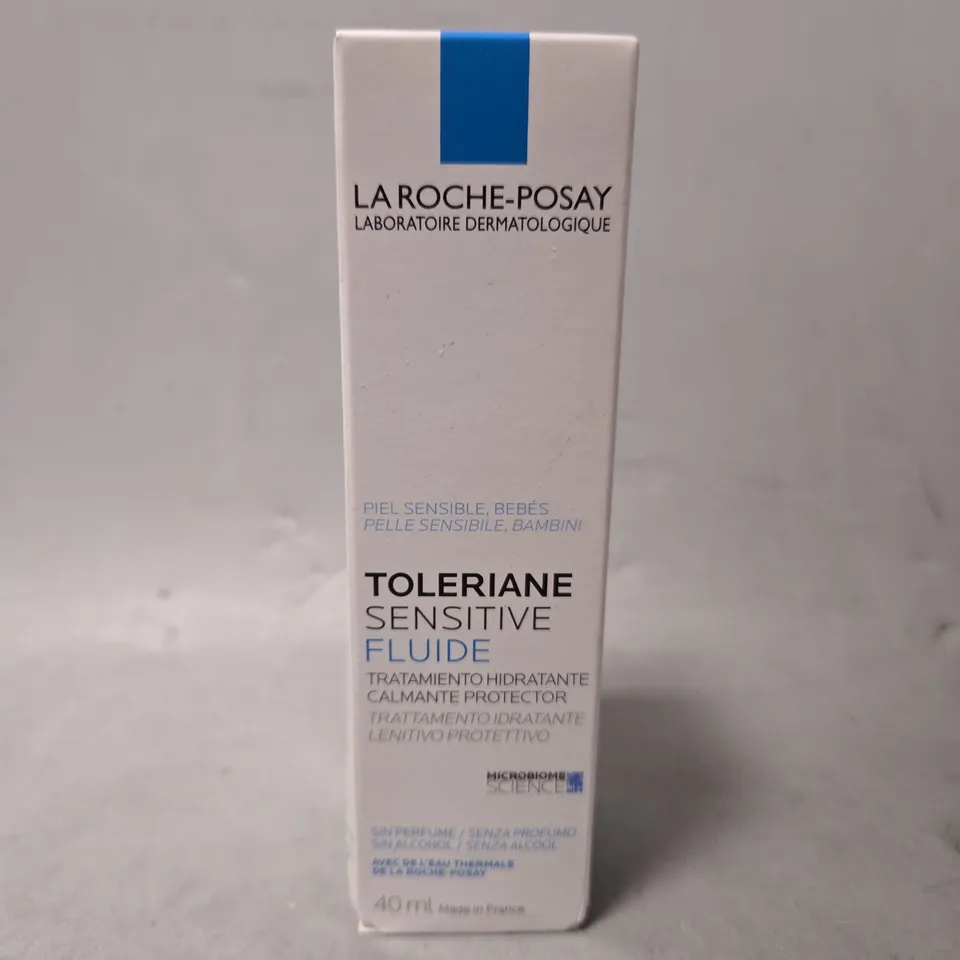 LA ROCHE-POSAY
LABORATOIRE DERMATOLOGIQUE
PIEL SENSIBLE, BEBÉS
PELLE SENSIBILE, BAMBINI
TOLERIANE
SENSITIVE
FLUIDE
TRATAMIENTO HIDRATANTE
CALMANTE PROTECTOR
TRATTAMENTO IDRATANTE
LENITIVO PROTETTIVO
MICROBIOME
SCIENCE
SIN PERFUME / SENZA PROFUMO
SIN ALCOHOL / SENZA ALCOOL
AVEC DE L'EAU THERMALE
DE LA ROCHE-POSAY
40 ml Made in France